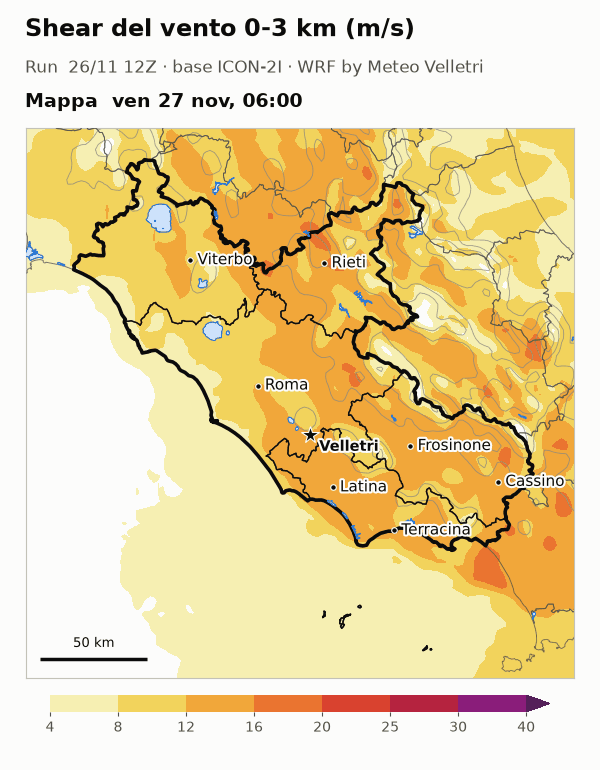 Shear del vento 0-3 km (m/s)
Run  26/11 12Z · base ICON-2I · WRF by Meteo Velletri
Mappa  ven 27 nov, 06:00
Viterbo
Rieti
Roma
Velletri
Frosinone
Latina
Cassino
Terracina
50 km
4 8 12 16 20 25 30 40